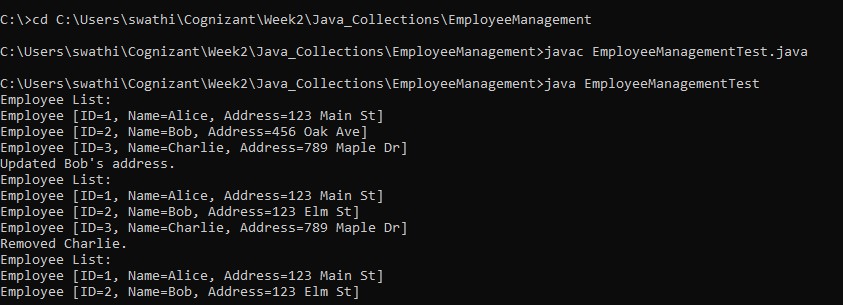 C:\>cd C:\Users\swathi\Cognizant\Week2\Java_Collections\EmployeeManagement
C:\Users\swathi\Cognizant\Week2\Java_Collections\EmployeeManagement>javac EmployeeManagementTest.java
C:\Users\swathi\Cognizant\Week2\Java_Collections\EmployeeManagement>java EmployeeManagementTest
Employee List:
Employee [ID=1, Name=Alice, Address=123 Main St]
Employee [ID=2, Name=Bob, Address=456 Oak Ave]
Employee [ID=3, Name=Charlie, Address=789 Maple Dr]
Updated Bob's address.
Employee List:
Employee [ID=1, Name=Alice, Address=123 Main St]
Employee [ID=2, Name=Bob, Address=123 Elm St]
Employee [ID=3, Name=Charlie, Address=789 Maple Dr]
Removed Charlie.
Employee List:
Employee [ID=1, Name=Alice, Address=123 Main St]
Employee [ID=2, Name=Bob, Address=123 Elm St]